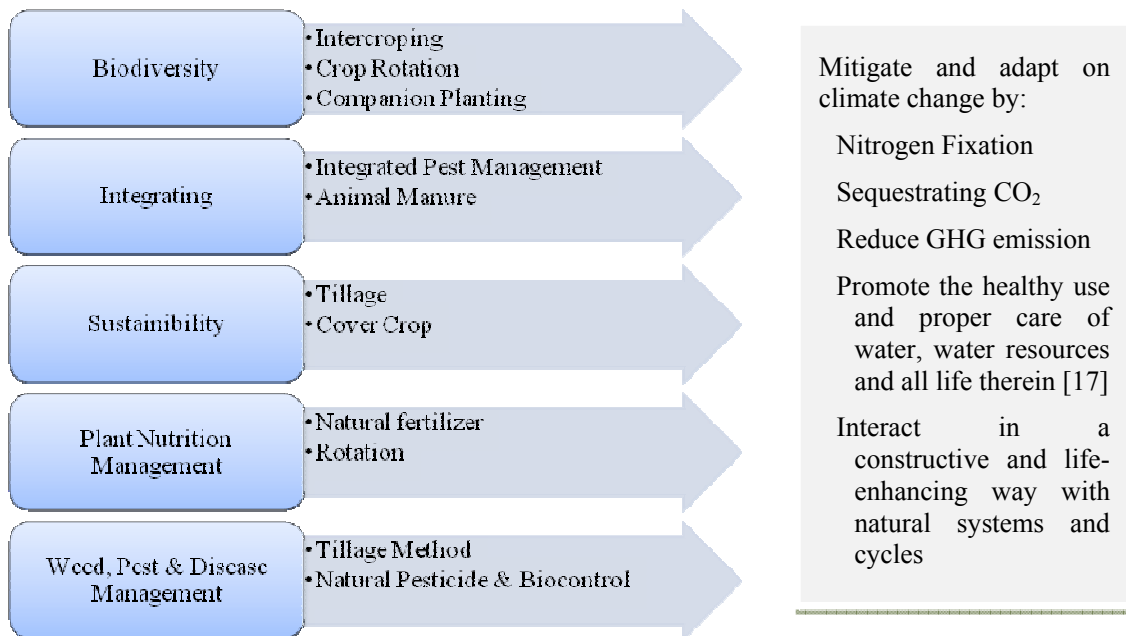 Biodiversity
• Intercroping
• Crop Rotation
• Companion Planting
Integrating
• Integrated Pest Management
• Animal Manure
Sustainibility
• Tillage
• Cover Crop
Plant Nutrition
Management
• Natural fertilizer
• Rotation
Weed, Pest & Disease
Management
• Tillage Method
• Natural Pesticide & Biocontrol
Mitigate and adapt on
climate change by:
Nitrogen Fixation
Sequestrating CO₂
Reduce GHG emission
Promote the healthy use
and proper care of
water, water resources
and all life therein [17]
Interact in a
constructive and life-
enhancing way with
natural systems and
cycles